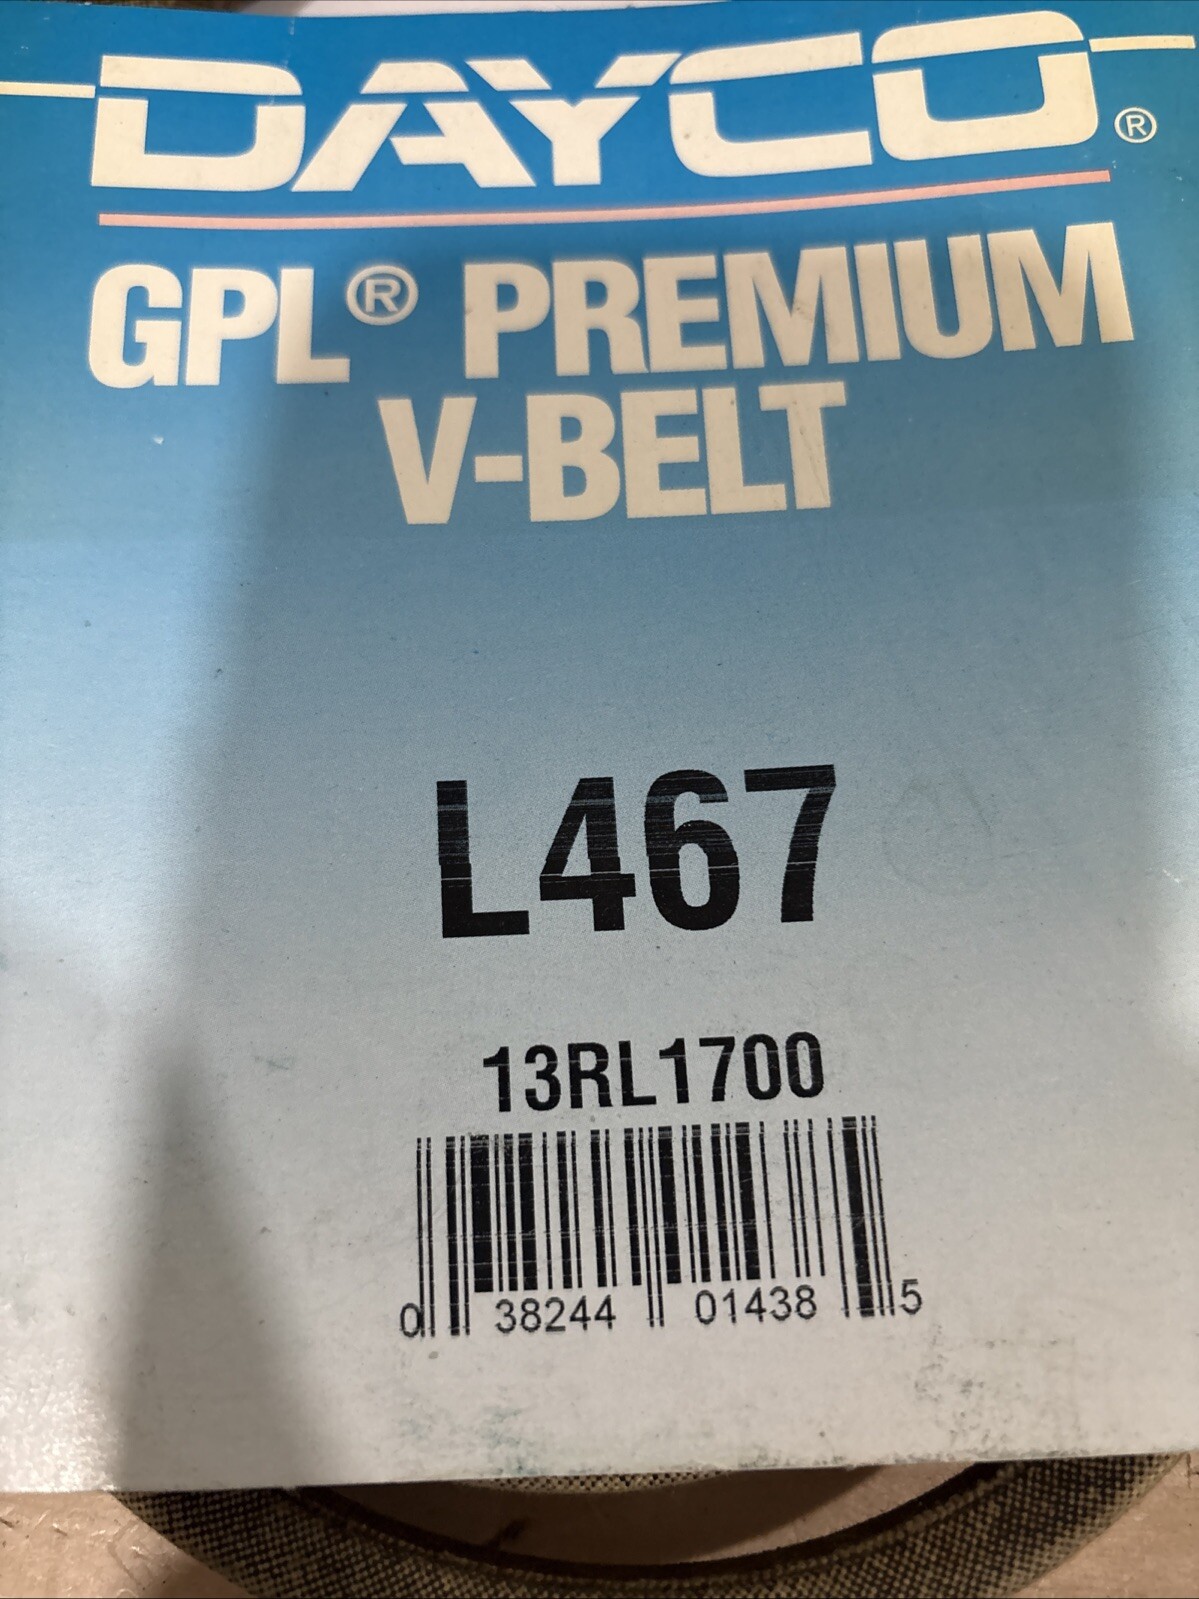 DAYCO®
GPL® PREMIUM
V-BELT
L467
13RL1700
0 38244 01438 5